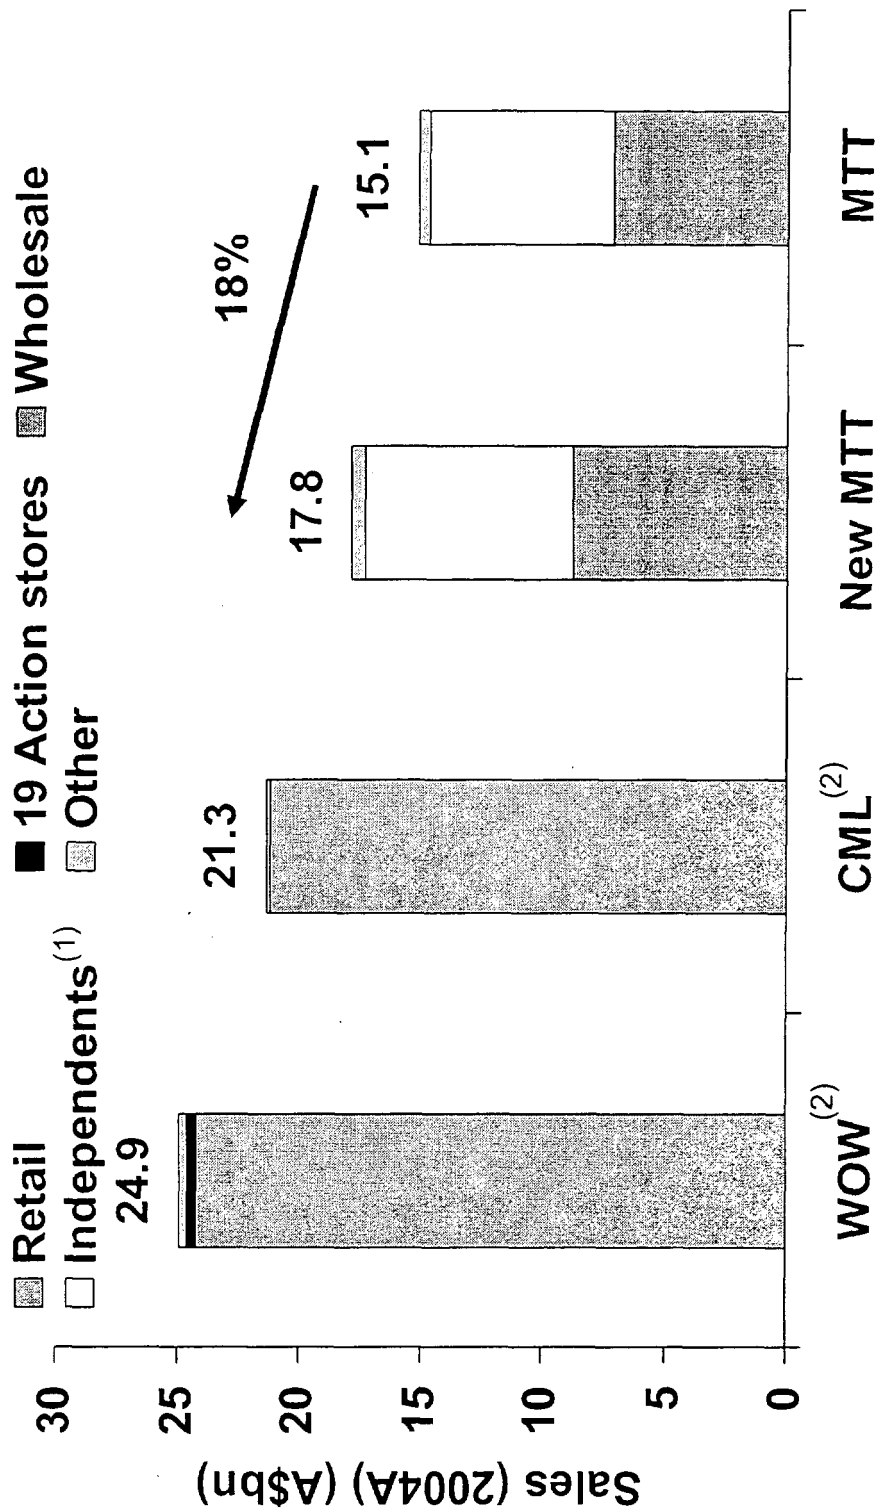 Retail
19 Action stores
Wholesale
Independents(1)
Other
24.9
21.3
17.8
15.1
18%
30
25
20
15
10
5
0
Sales (2004A) (A$bn)
WOW(2)
CML(2)
New MTT
MTT